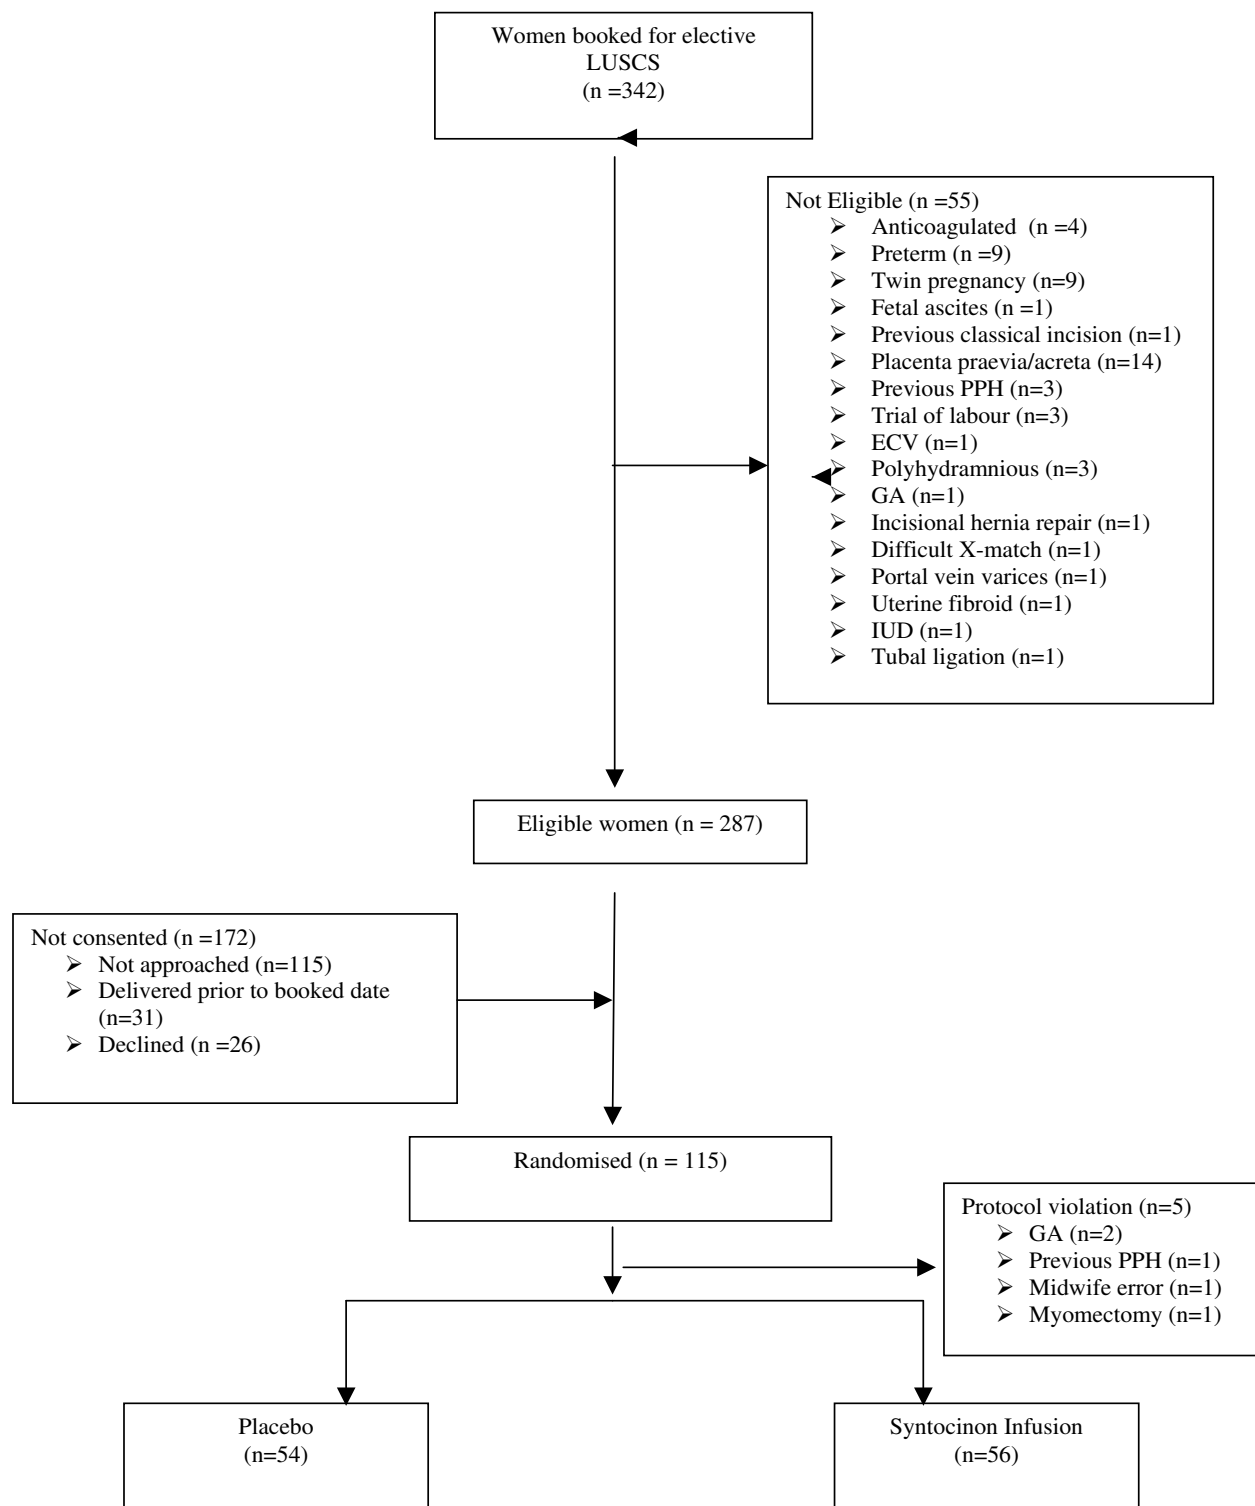 Women booked for elective
LUSCS
(n =342)
Not Eligible (n =55)
➢ Anticoagulated  (n =4)
➢ Preterm (n =9)
➢ Twin pregnancy (n=9)
➢ Fetal ascites (n =1)
➢ Previous classical incision (n=1)
➢ Placenta praevia/acreta (n=14)
➢ Previous PPH (n=3)
➢ Trial of labour (n=3)
➢ ECV (n=1)
➢ Polyhydramnious (n=3)
➢ GA (n=1)
➢ Incisional hernia repair (n=1)
➢ Difficult X-match (n=1)
➢ Portal vein varices (n=1)
➢ Uterine fibroid (n=1)
➢ IUD (n=1)
➢ Tubal ligation (n=1)
Eligible women (n = 287)
Not consented (n =172)
➢ Not approached (n=115)
➢ Delivered prior to booked date
(n=31)
➢ Declined (n =26)
Randomised (n = 115)
Protocol violation (n=5)
➢ GA (n=2)
➢ Previous PPH (n=1)
➢ Midwife error (n=1)
➢ Myomectomy (n=1)
Placebo
(n=54)
Syntocinon Infusion
(n=56)